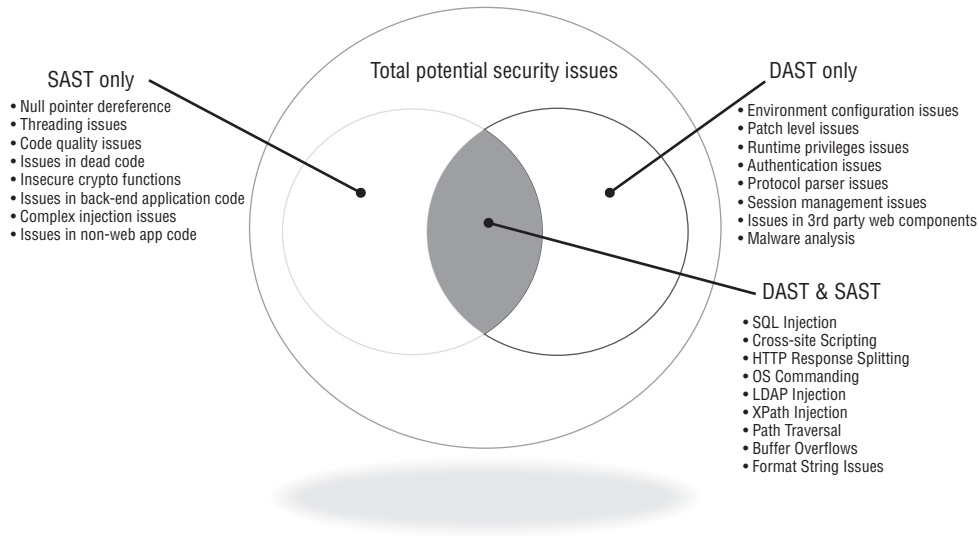 Total potential security issues
SAST only
• Null pointer dereference
• Threading issues
• Code quality issues
• Issues in dead code
• Insecure crypto functions
• Issues in back-end application code
• Complex injection issues
• Issues in non-web app code
DAST only
• Environment configuration issues
• Patch level issues
• Runtime privileges issues
• Authentication issues
• Protocol parser issues
• Session management issues
• Issues in 3rd party web components
• Malware analysis
DAST & SAST
• SQL Injection
• Cross-site Scripting
• HTTP Response Splitting
• OS Commanding
• LDAP Injection
• XPath Injection
• Path Traversal
• Buffer Overflows
• Format String Issues